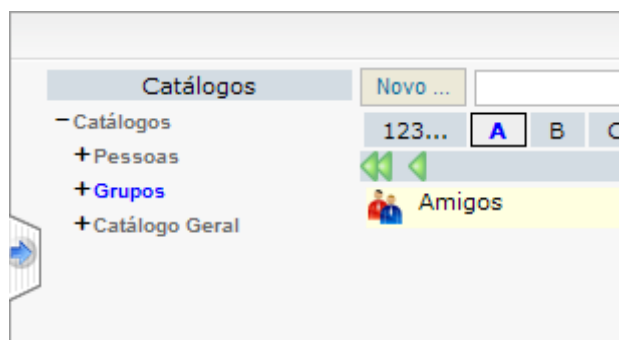 Catálogos
Novo ...
−Catálogos
+Pessoas
+Grupos
+Catálogo Geral
123... A B C
Amigos